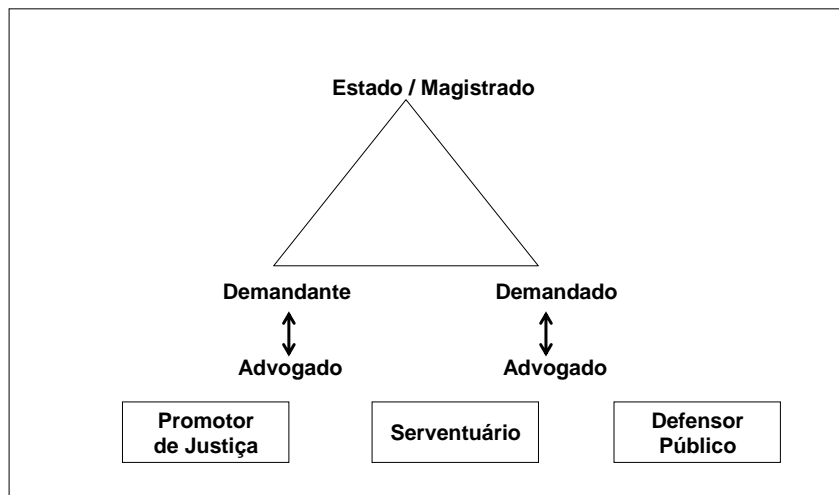 Estado / Magistrado
Demandante
Demandado
Advogado
Advogado
Promotor
de Justiça
Serventuário
Defensor
Público